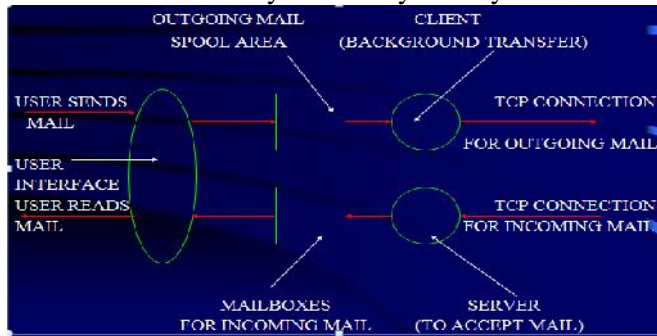 OUTGOING MAIL
SPOOL AREA
CLIENT
(BACKGROUND TRANSFER)
USER SENDS
MAIL
TCP CONNECTION
FOR OUTGOING MAIL
USER
INTERFACE
USER READS
MAIL
TCP CONNECTION
FOR INCOMING MAIL
MAILBOXES
FOR INCOMING MAIL
SERVER
(TO ACCEPT MAIL)